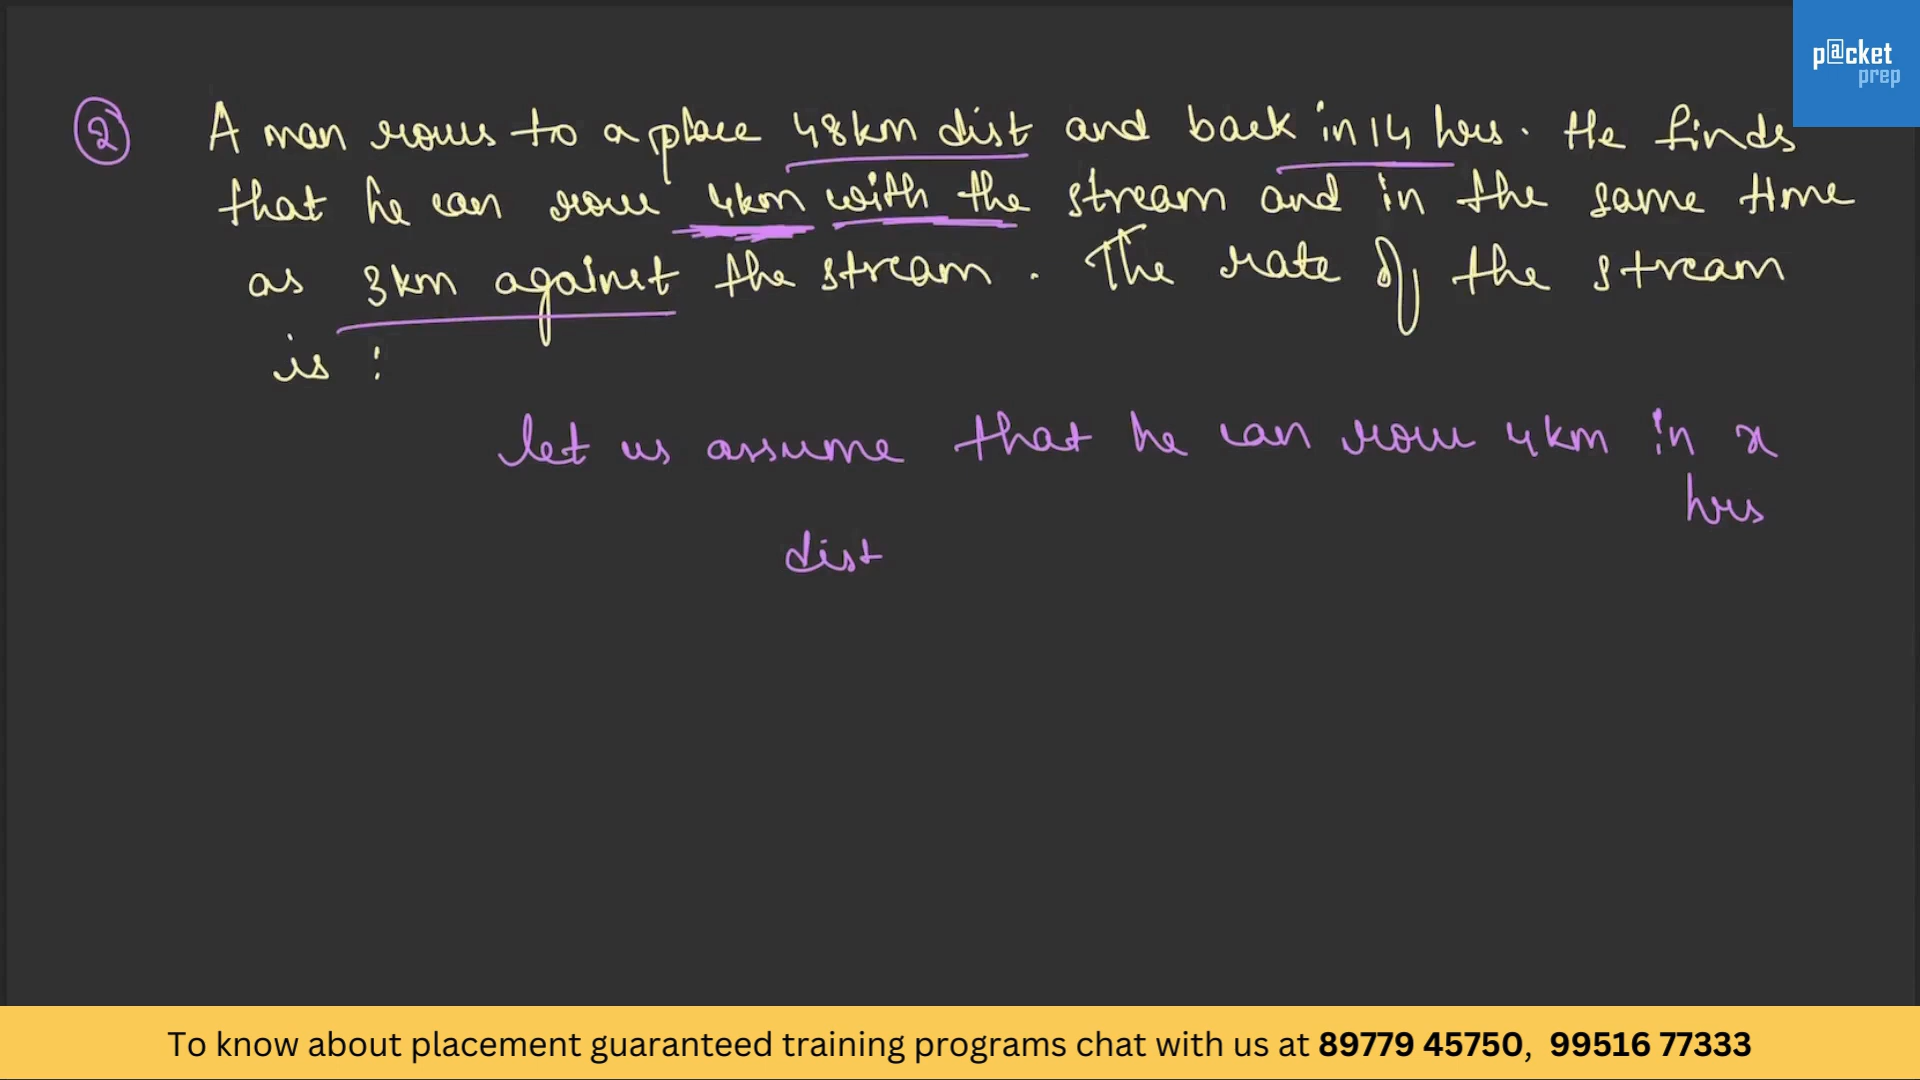 p@cket
prep
2 A man rows to a place 48km dist and back in 14 hrs. He finds
that he can row 4km with the stream and in the same time
as 3km against the stream. The rate of the stream
is :
let us assume that he can row 4km in x
hrs
dist
To know about placement guaranteed training programs chat with us at 89779 45750, 99516 77333